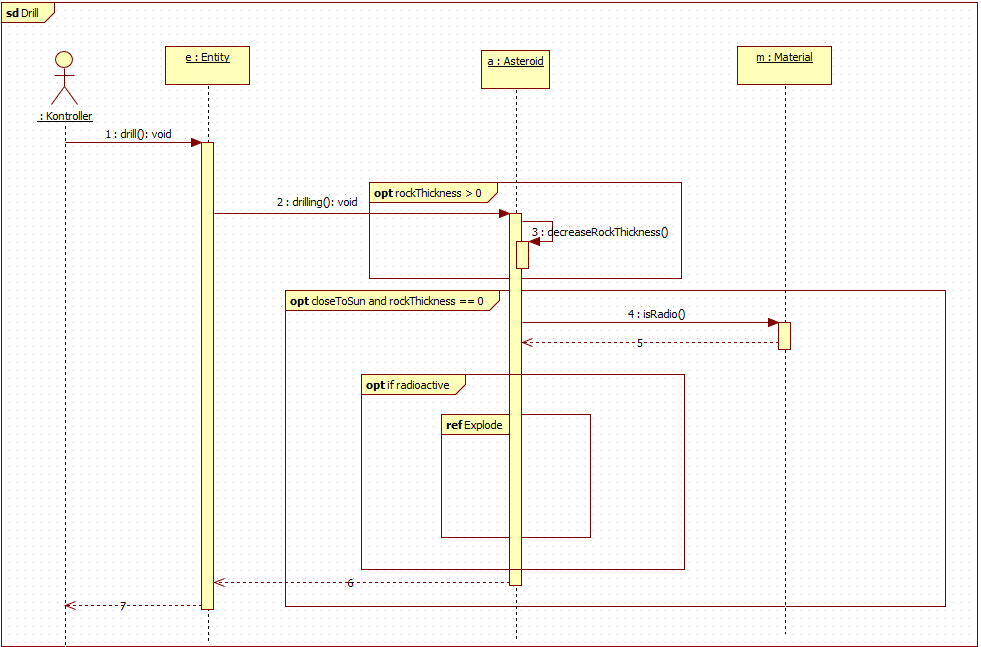 sd Drill
e : Entity
a : Asteroid
m : Material
: Kontroller
1 : drill(): void
opt rockThickness > 0
2 : drilling(): void
3 : decreaseRockThickness()
opt closeToSun and rockThickness == 0
4 : isRadio()
5
opt if radioactive
ref Explode
6
7